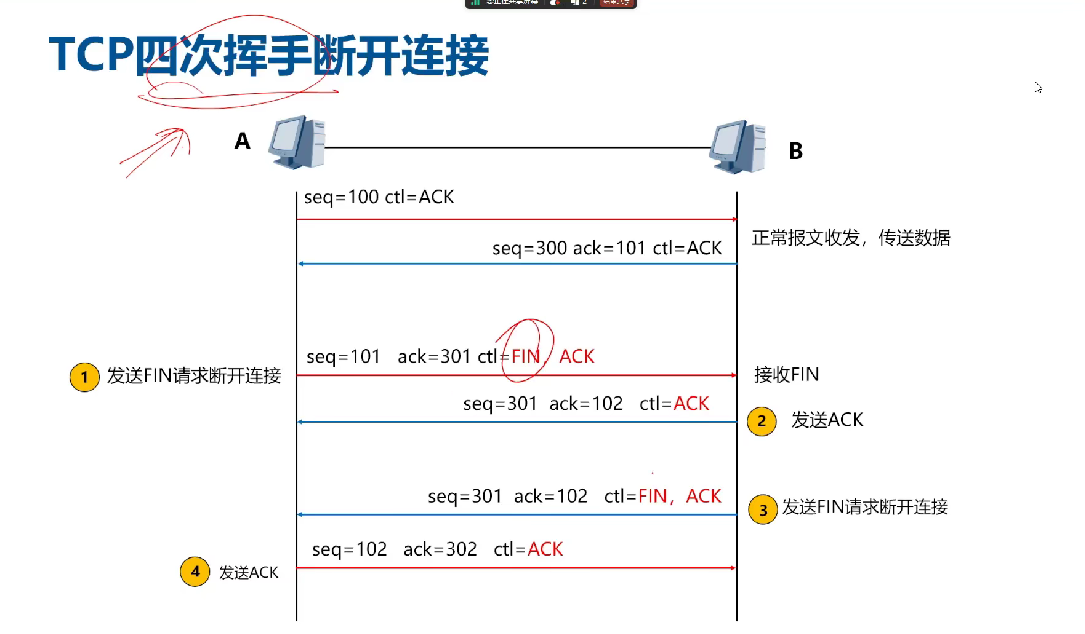 TCP四次挥手断开连接
A
B
seq=100 ctl=ACK
正常报文收发，传送数据
seq=300 ack=101 ctl=ACK
seq=101 ack=301 ctl=FIN，ACK
1 发送FIN请求断开连接
接收FIN
seq=301 ack=102 ctl=ACK
2 发送ACK
seq=301 ack=102 ctl=FIN，ACK
3 发送FIN请求断开连接
seq=102 ack=302 ctl=ACK
4 发送ACK